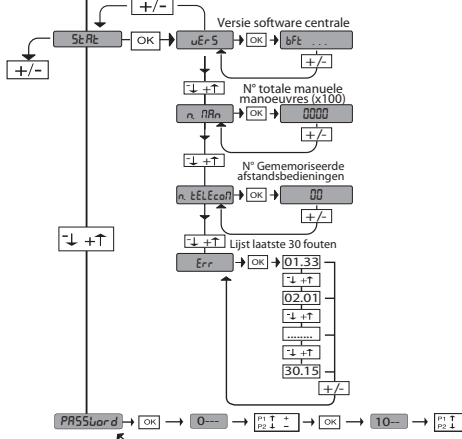 +/-
Versie software centrale
StAt OK vErS OK bFt ...
+/- +/-
- +
N° totale manuele
manoeuvres (x100)
n. MAn OK 0000
+/-
- +
N° Gememoriseerde
afstandsbedieningen
n. tELEcoM OK 00
+/-
- +
- + Lijst laatste 30 fouten
Err OK 01.33
- +
02.01
- +
........
- +
30.15
+/-
PASSword OK 0--- P1 ↑ + P2 ↓ - OK 10-- P1 ↑ P2 ↓